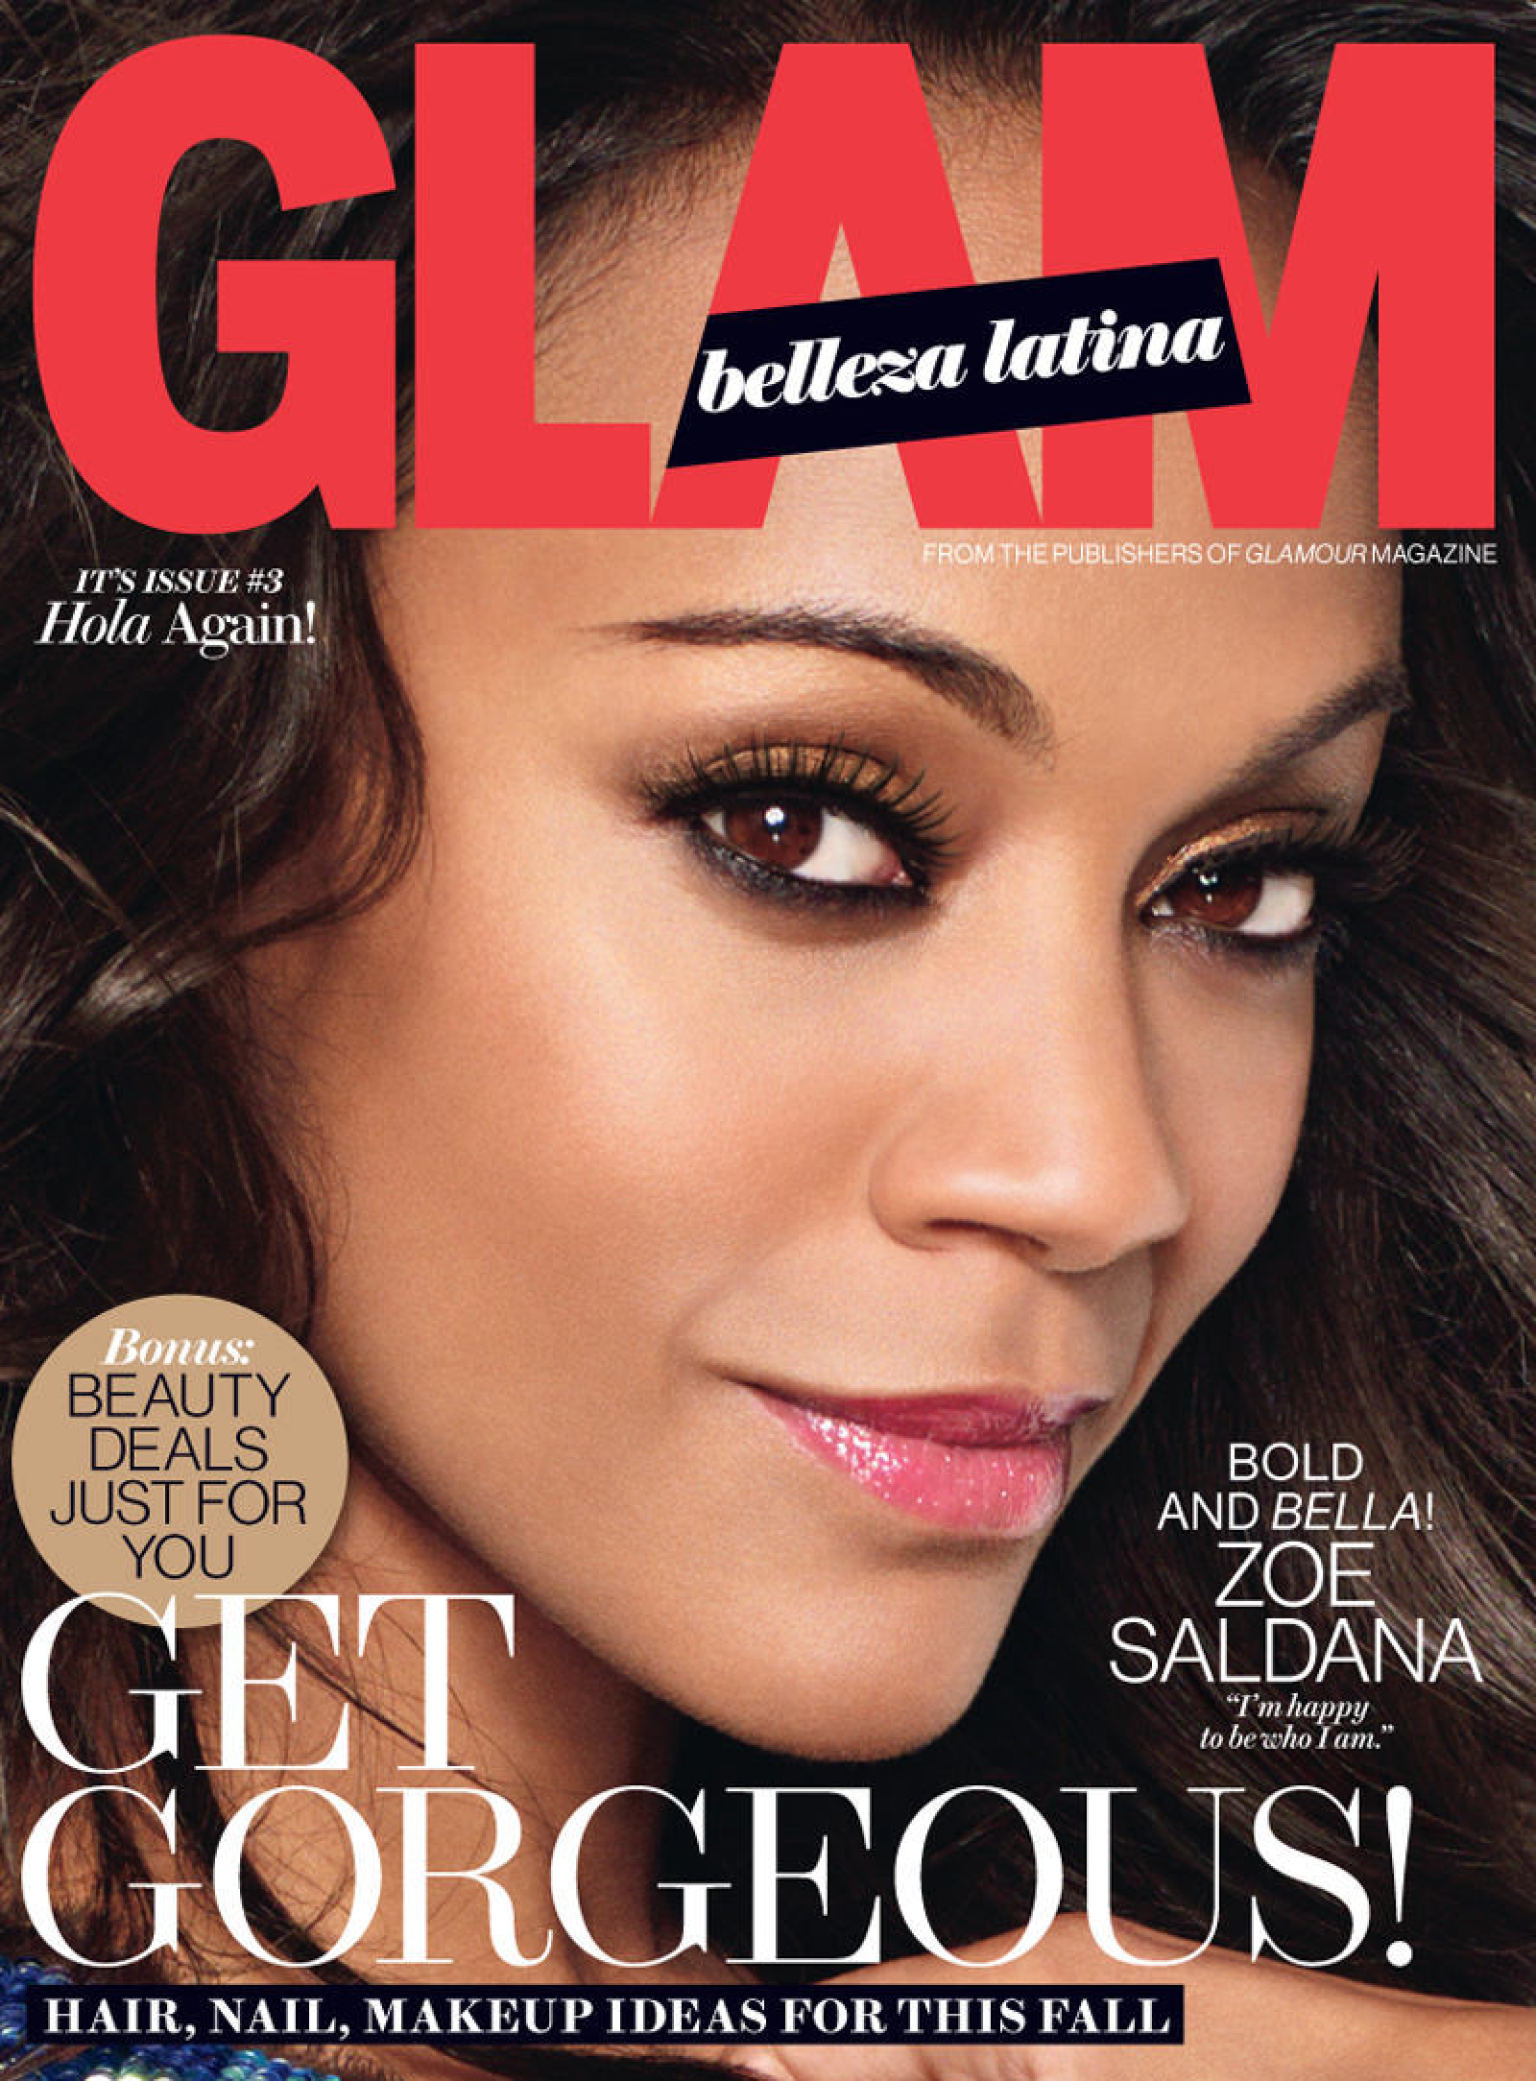 GLAM
belleza latina
FROM THE PUBLISHERS OF GLAMOUR MAGAZINE
IT'S ISSUE #3
Hola Again!
Bonus:
BEAUTY
DEALS
JUST FOR
YOU
BOLD
AND BELLA!
ZOE
SALDANA
“I'm happy
to be who I am.”
GET
GORGEOUS!
HAIR, NAIL, MAKEUP IDEAS FOR THIS FALL